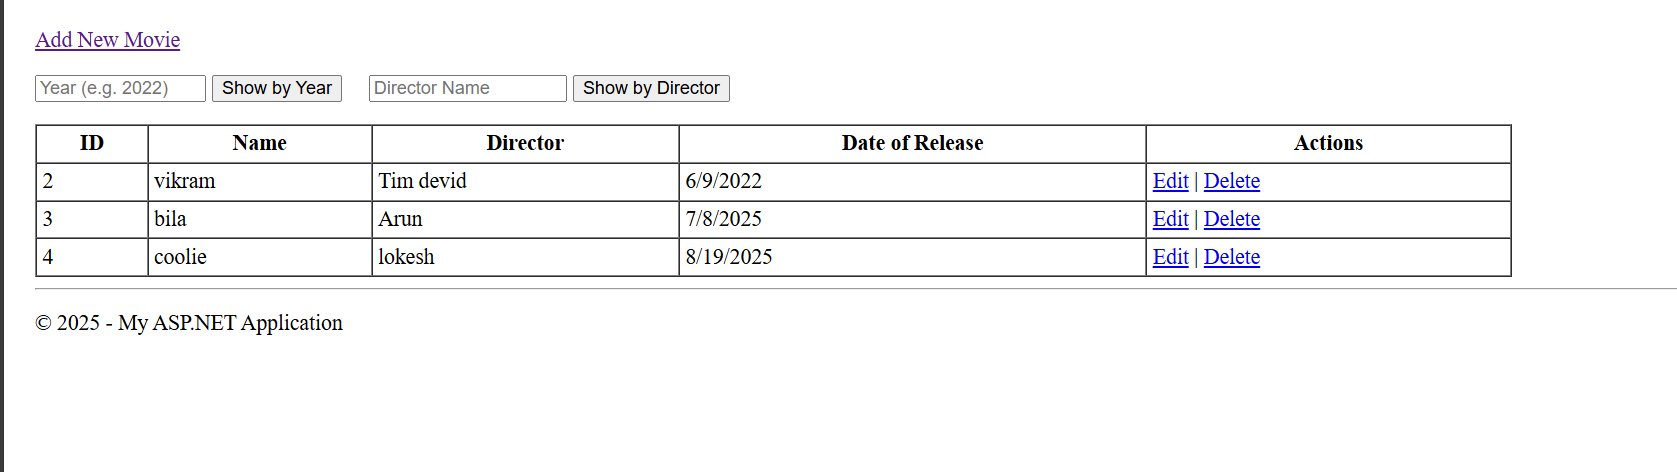 Add New Movie
Year (e.g. 2022) Show by Year Director Name Show by Director
ID Name Director Date of Release Actions
2 vikram Tim devid 6/9/2022 Edit | Delete
3 bila Arun 7/8/2025 Edit | Delete
4 coolie lokesh 8/19/2025 Edit | Delete
© 2025 - My ASP.NET Application